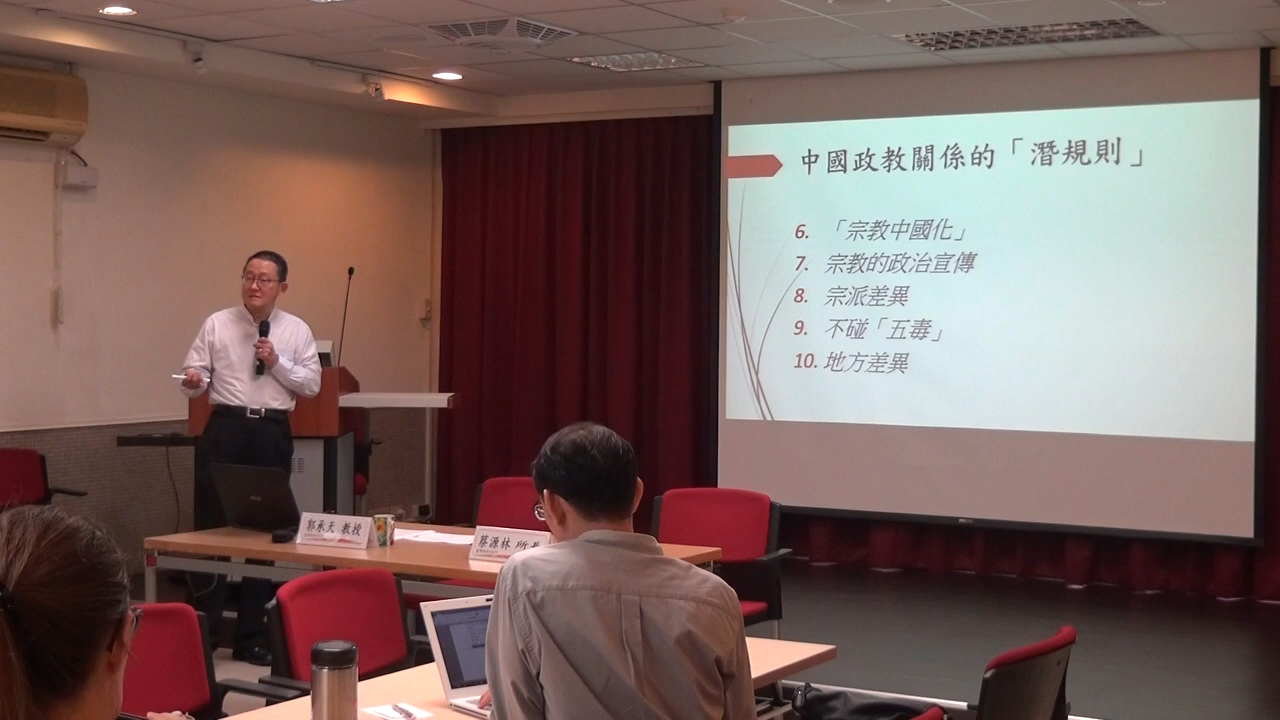 中國政教關係的「潛規則」
6. 「宗教中國化」
7. 宗教的政治宣傳
8. 宗派差異
9. 不碰「五毒」
10. 地方差異
郭承天 教授
蔡源林 所長